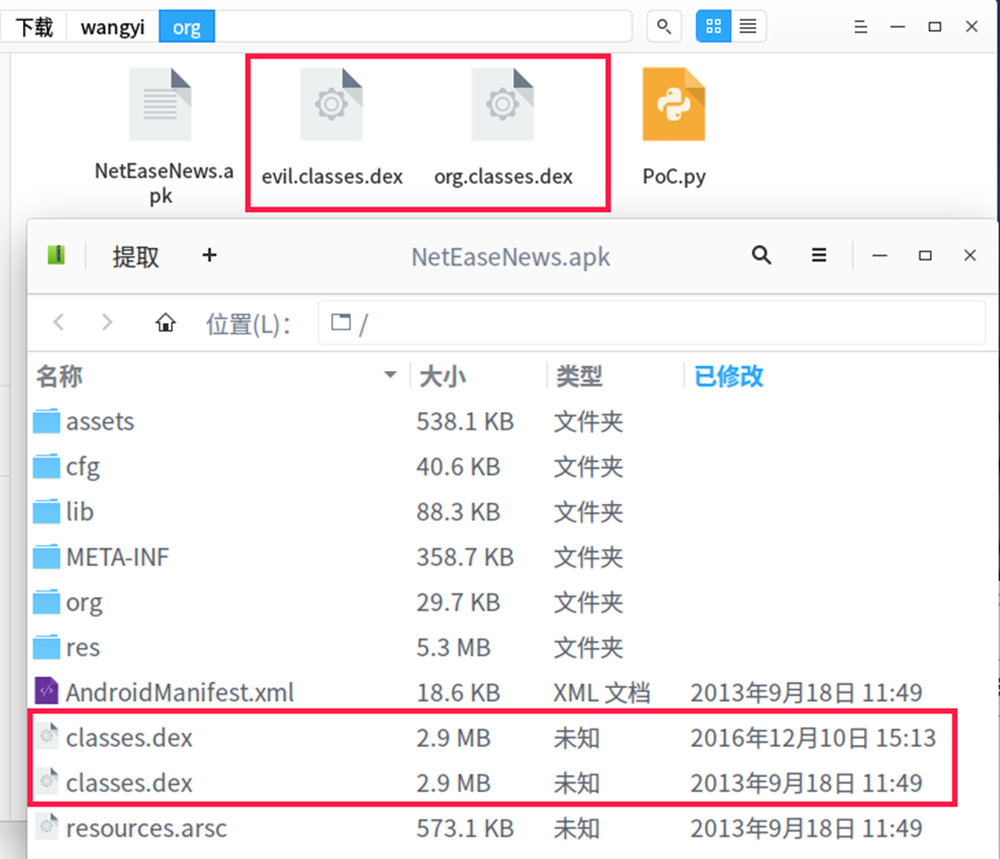 下载 wangyi org
NetEaseNews.a
pk
evil.classes.dex
org.classes.dex
PoC.py
提取 + NetEaseNews.apk
位置(L)： /
名称 大小 类型 已修改
assets 538.1 KB 文件夹
cfg 40.6 KB 文件夹
lib 88.3 KB 文件夹
META-INF 358.7 KB 文件夹
org 29.7 KB 文件夹
res 5.3 MB 文件夹
AndroidManifest.xml 18.6 KB XML 文档 2013年9月18日 11:49
classes.dex 2.9 MB 未知 2016年12月10日 15:13
classes.dex 2.9 MB 未知 2013年9月18日 11:49
resources.arsc 573.1 KB 未知 2013年9月18日 11:49